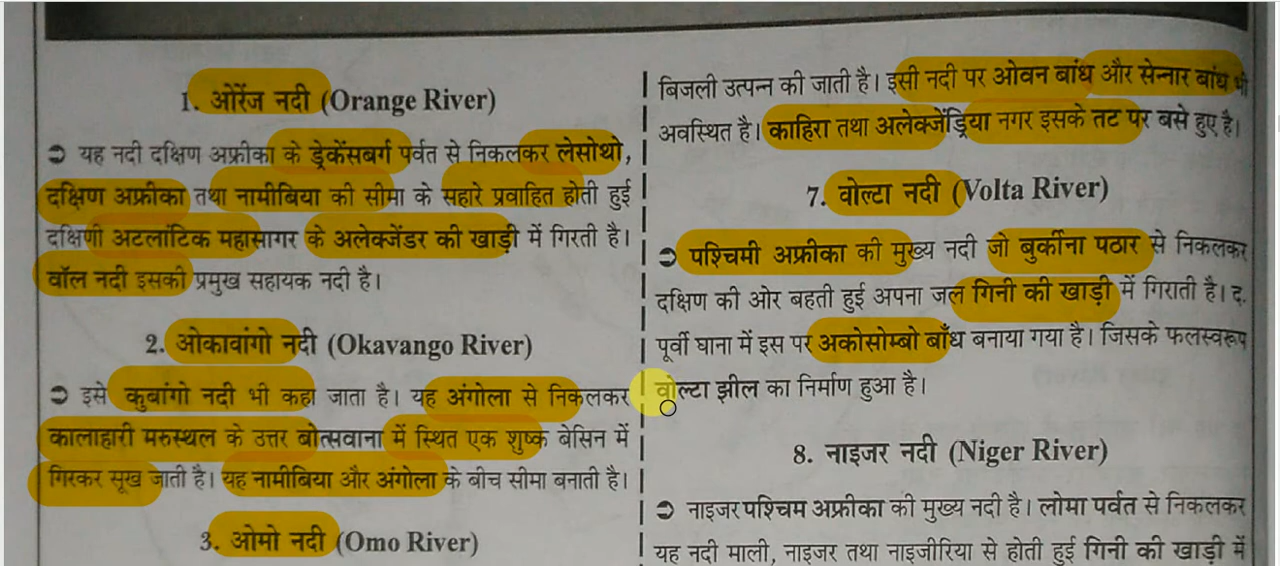 1. ओरेंज नदी (Orange River)
➲ यह नदी दक्षिण अफ्रीका के ड्रेकेंसबर्ग पर्वत से निकलकर लेसोथो,
दक्षिण अफ्रीका तथा नामीबिया की सीमा के सहारे प्रवाहित होती हुई
दक्षिणी अटलांटिक महासागर के अलेक्जेंडर की खाड़ी में गिरती है।
वॉल नदी इसकी प्रमुख सहायक नदी है।
2. ओकावांगो नदी (Okavango River)
➲ इसे कुबांगो नदी भी कहा जाता है। यह अंगोला से निकलकर
कालाहारी मरुस्थल के उत्तर बोत्सवाना में स्थित एक शुष्क बेसिन में
गिरकर सूख जाती है। यह नामीबिया और अंगोला के बीच सीमा बनाती है।
3. ओमो नदी (Omo River)
बिजली उत्पन्न की जाती है। इसी नदी पर ओवन बांध और सेन्नार बांध भी
अवस्थित है। काहिरा तथा अलेक्जेंड्रिया नगर इसके तट पर बसे हुए है।
7. वोल्टा नदी (Volta River)
➲ पश्चिमी अफ्रीका की मुख्य नदी जो बुर्कीना पठार से निकलकर
दक्षिण की ओर बहती हुई अपना जल गिनी की खाड़ी में गिराती है। द.
पूर्वी घाना में इस पर अकोसोम्बो बाँध बनाया गया है। जिसके फलस्वरूप
वोल्टा झील का निर्माण हुआ है।
8. नाइजर नदी (Niger River)
➲ नाइजर पश्चिम अफ्रीका की मुख्य नदी है। लोमा पर्वत से निकलकर
यह नदी माली, नाइजर तथा नाइजीरिया से होती हुई गिनी की खाड़ी में